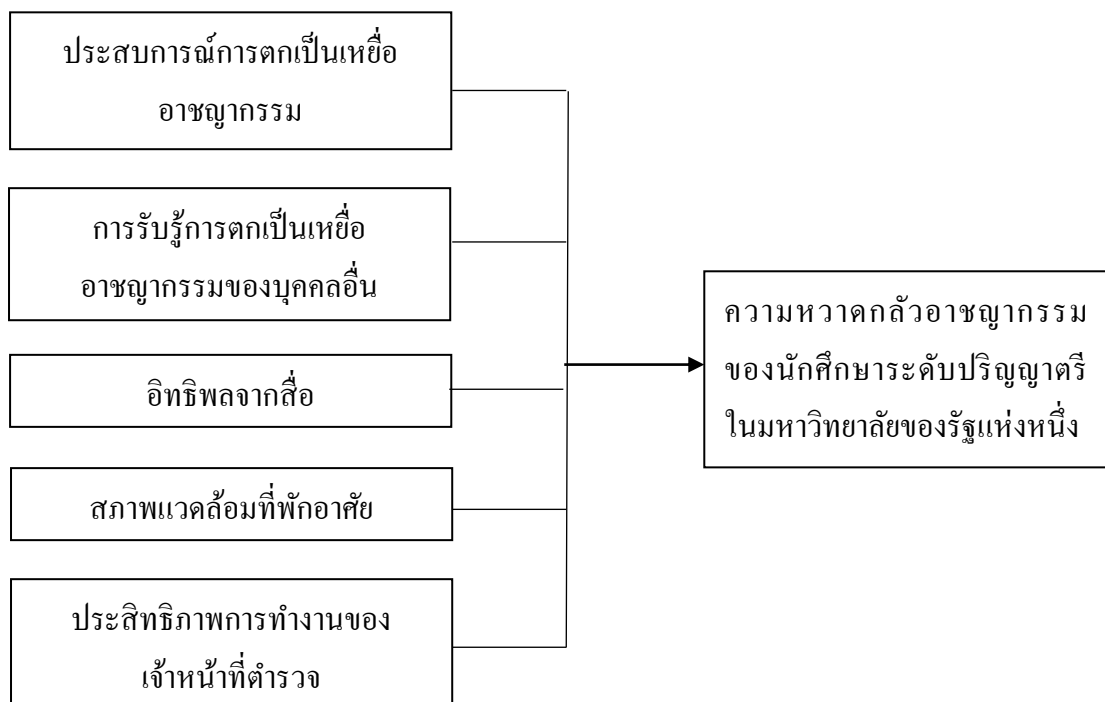 ประสบการณ์การตกเป็นเหยื่อ
อาชญากรรม
การรับรู้การตกเป็นเหยื่อ
อาชญากรรมของบุคคลอื่น
อิทธิพลจากสื่อ
สภาพแวดล้อมที่พักอาศัย
ประสิทธิภาพการทำงานของ
เจ้าหน้าที่ตำรวจ
ความหวาดกลัวอาชญากรรม
ของนักศึกษาระดับปริญญาตรี
ในมหาวิทยาลัยของรัฐแห่งหนึ่ง